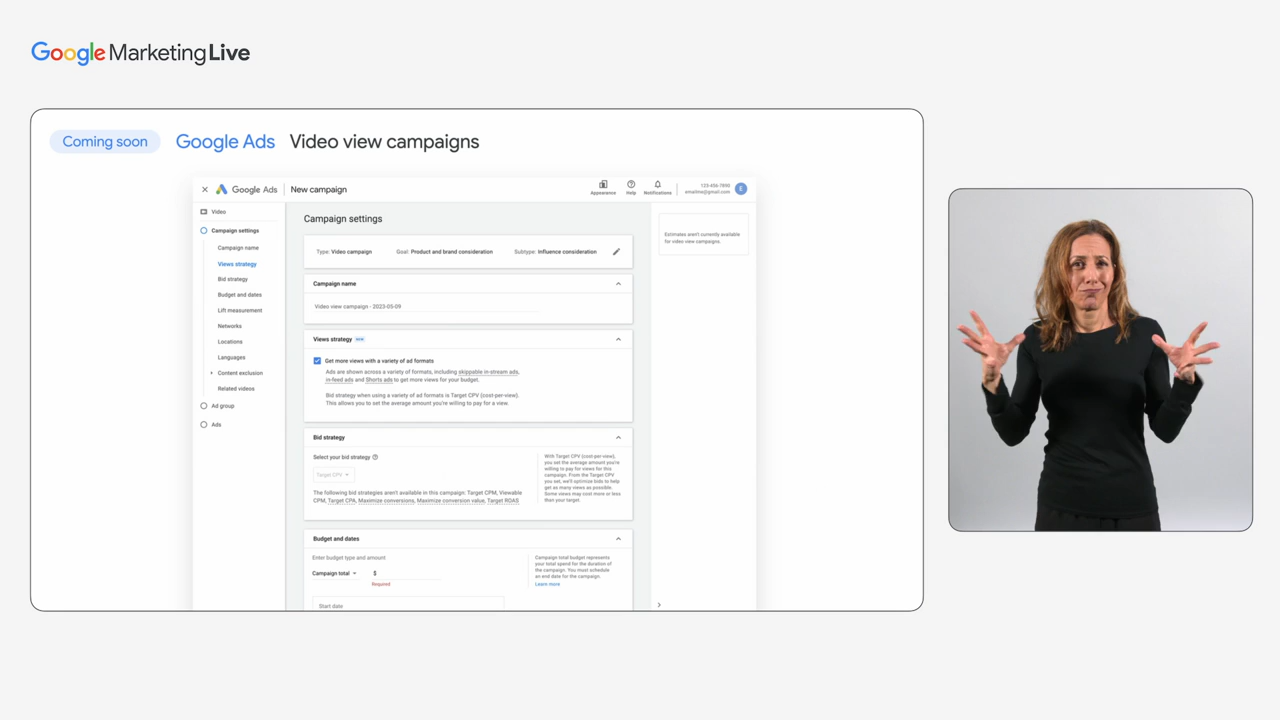 Google Marketing Live
Coming soon
Google Ads Video view campaigns
Google Ads
New campaign
Appearance
Help
Notifications
123-456-7890
emailme@gmail.com
E
Video
Campaign settings
Campaign name
Views strategy
Bid strategy
Budget and dates
Lift measurement
Networks
Locations
Languages
Content exclusion
Related videos
Ad group
Ads
Campaign settings
Type: Video campaign
Goal: Product and brand consideration
Subtype: Influence consideration
Campaign name
Video view campaign - 2023-05-09
Views strategy NEW
Get more views with a variety of ad formats
Ads are shown across a variety of formats, including skippable in-stream ads,
in-feed ads and Shorts ads to get more views for your budget.
Bid strategy when using a variety of ad formats is Target CPV (cost-per-view).
This allows you to set the average amount you're willing to pay for a view.
Bid strategy
Select your bid strategy
Target CPV
The following bid strategies aren't available in this campaign: Target CPM, Viewable
CPM, Target CPA, Maximize conversions, Maximize conversion value, Target ROAS
With Target CPV (cost-per-view),
you set the average amount you're
willing to pay for views for this
campaign. From the Target CPV
you set, we'll optimize bids to help
get as many views as possible.
Some views may cost more or less
than your target
Budget and dates
Enter budget type and amount
Campaign total
$
Required
Campaign total budget represents
your total spend for the duration of
the campaign. You must schedule
an end date for the campaign
Learn more
Start date
Estimates aren't currently available
for video view campaigns.